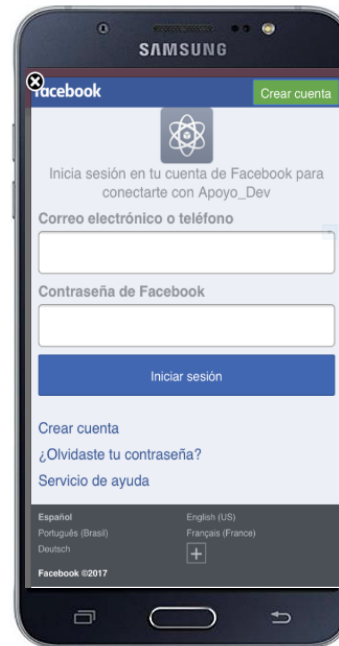 SAMSUNG
facebook
Crear cuenta
Inicia sesión en tu cuenta de Facebook para
conectarte con Apoyo_Dev
Correo electrónico o teléfono
Contraseña de Facebook
Iniciar sesión
Crear cuenta
¿Olvidaste tu contraseña?
Servicio de ayuda
Español
English (US)
Português (Brasil)
Français (France)
Deutsch
Facebook ©2017